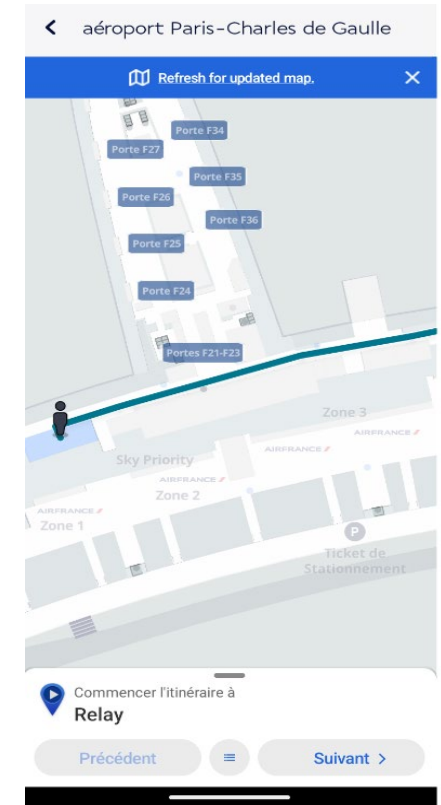 aéroport Paris-Charles de Gaulle
Refresh for updated map.
Porte F34
Porte F27
Porte F35
Porte F26
Porte F36
Porte F25
Porte F24
Portes F21-F23
Zone 3
AIRFRANCE
Sky Priority
AIRFRANCE
AIRFRANCE
Zone 2
AIRFRANCE
Zone 1
P
Ticket de
Stationnement
Commencer l'itinéraire à
Relay
Précédent
Suivant >